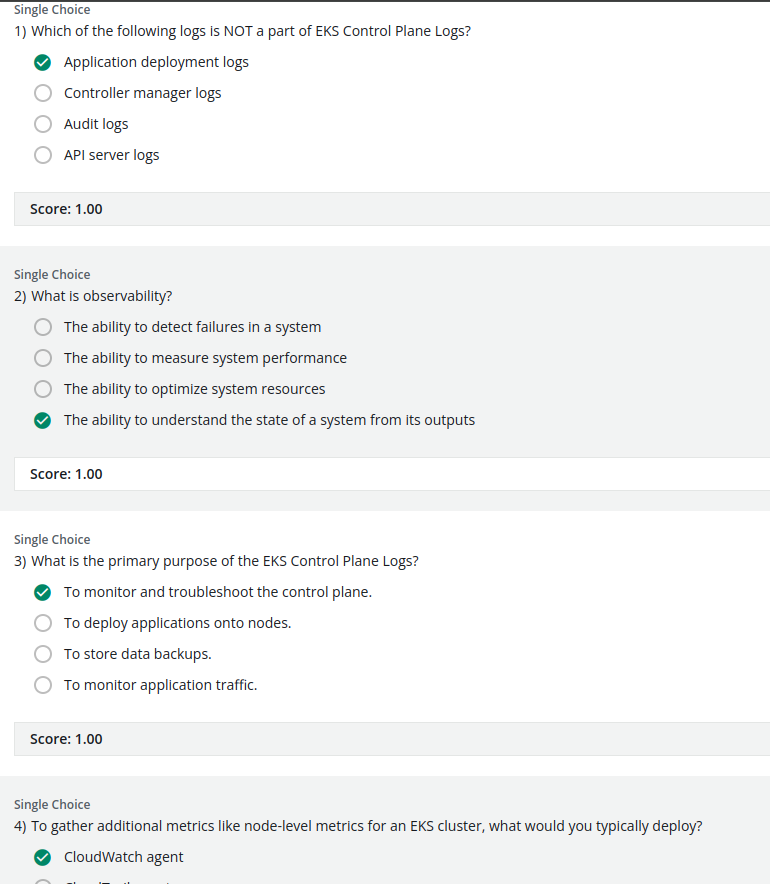 Single Choice
1) Which of the following logs is NOT a part of EKS Control Plane Logs?
Application deployment logs
Controller manager logs
Audit logs
API server logs
Score: 1.00
Single Choice
2) What is observability?
The ability to detect failures in a system
The ability to measure system performance
The ability to optimize system resources
The ability to understand the state of a system from its outputs
Score: 1.00
Single Choice
3) What is the primary purpose of the EKS Control Plane Logs?
To monitor and troubleshoot the control plane.
To deploy applications onto nodes.
To store data backups.
To monitor application traffic.
Score: 1.00
Single Choice
4) To gather additional metrics like node-level metrics for an EKS cluster, what would you typically deploy?
CloudWatch agent